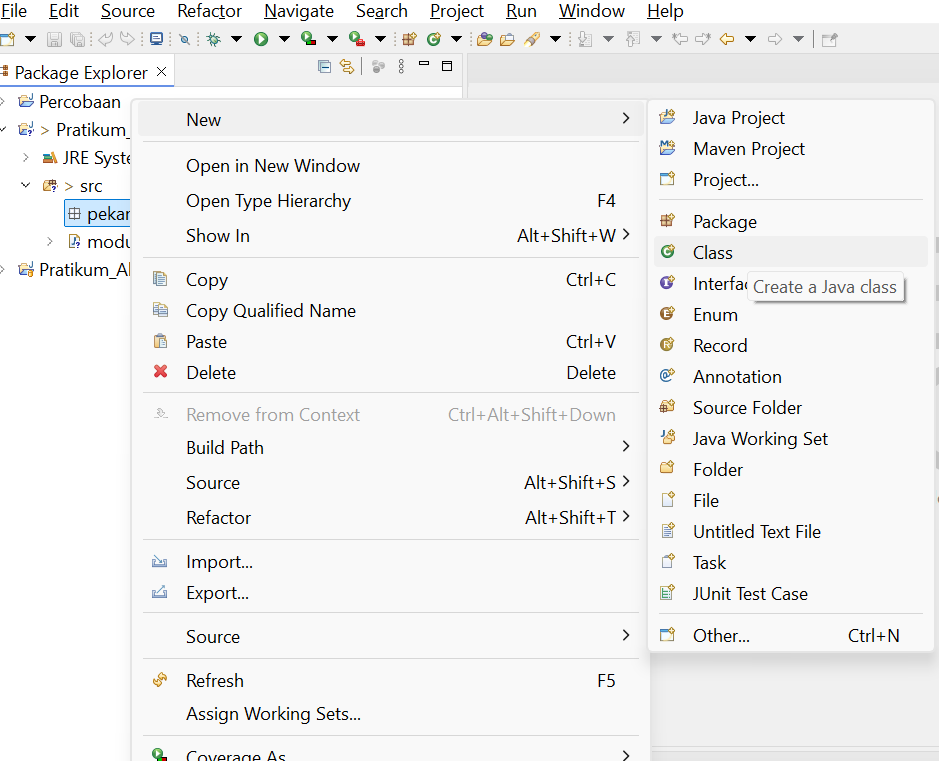 File Edit Source Refactor Navigate Search Project Run Window Help
Package Explorer
Percobaan
> Pratikum_
JRE Syste
> src
pekan
modu
Pratikum_Al
New
Open in New Window
Open Type Hierarchy F4
Show In Alt+Shift+W
Copy Ctrl+C
Copy Qualified Name
Paste Ctrl+V
Delete Delete
Remove from Context Ctrl+Alt+Shift+Down
Build Path
Source Alt+Shift+S
Refactor Alt+Shift+T
Import...
Export...
Source
Refresh F5
Assign Working Sets...
Coverage As
Java Project
Maven Project
Project...
Package
Class
Interfac
Create a Java class
Enum
Record
Annotation
Source Folder
Java Working Set
Folder
File
Untitled Text File
Task
JUnit Test Case
Other... Ctrl+N